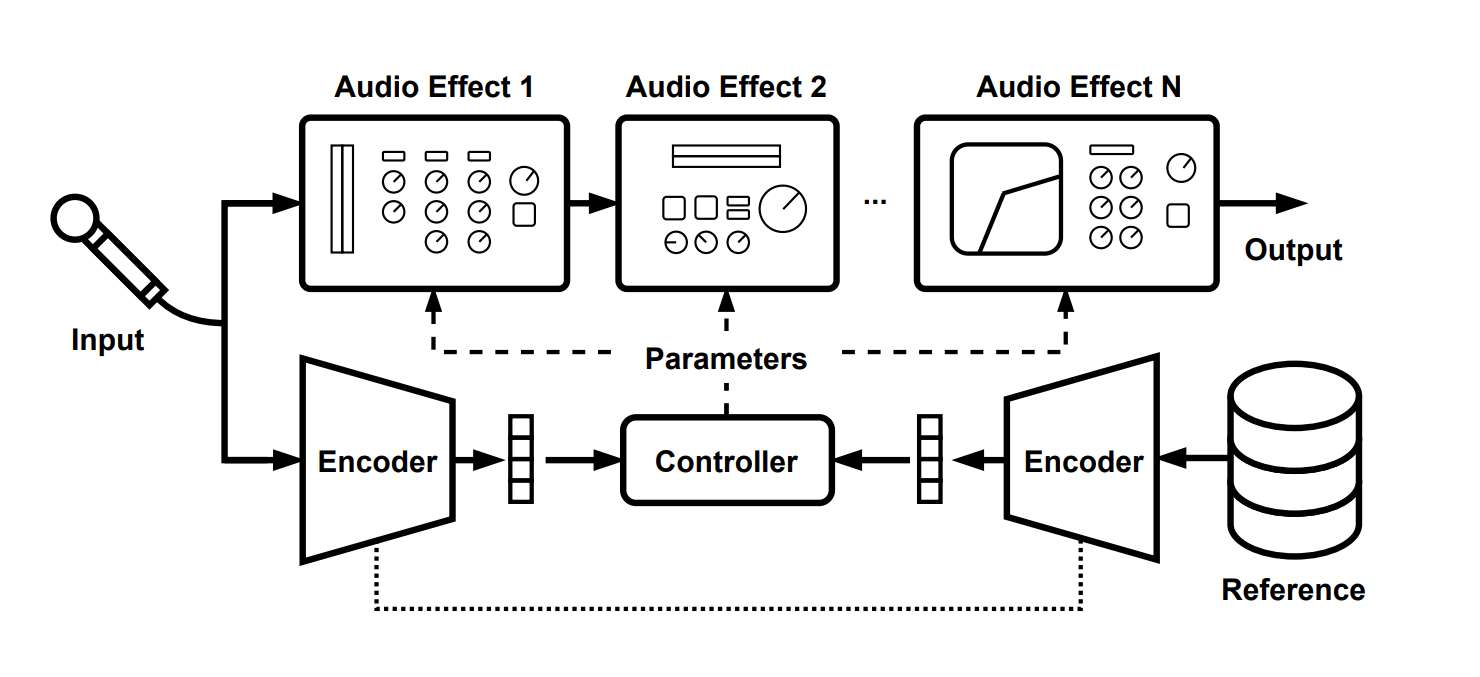 Audio Effect 1
Audio Effect 2
Audio Effect N
...
Output
Input
Parameters
Encoder
Controller
Encoder
Reference